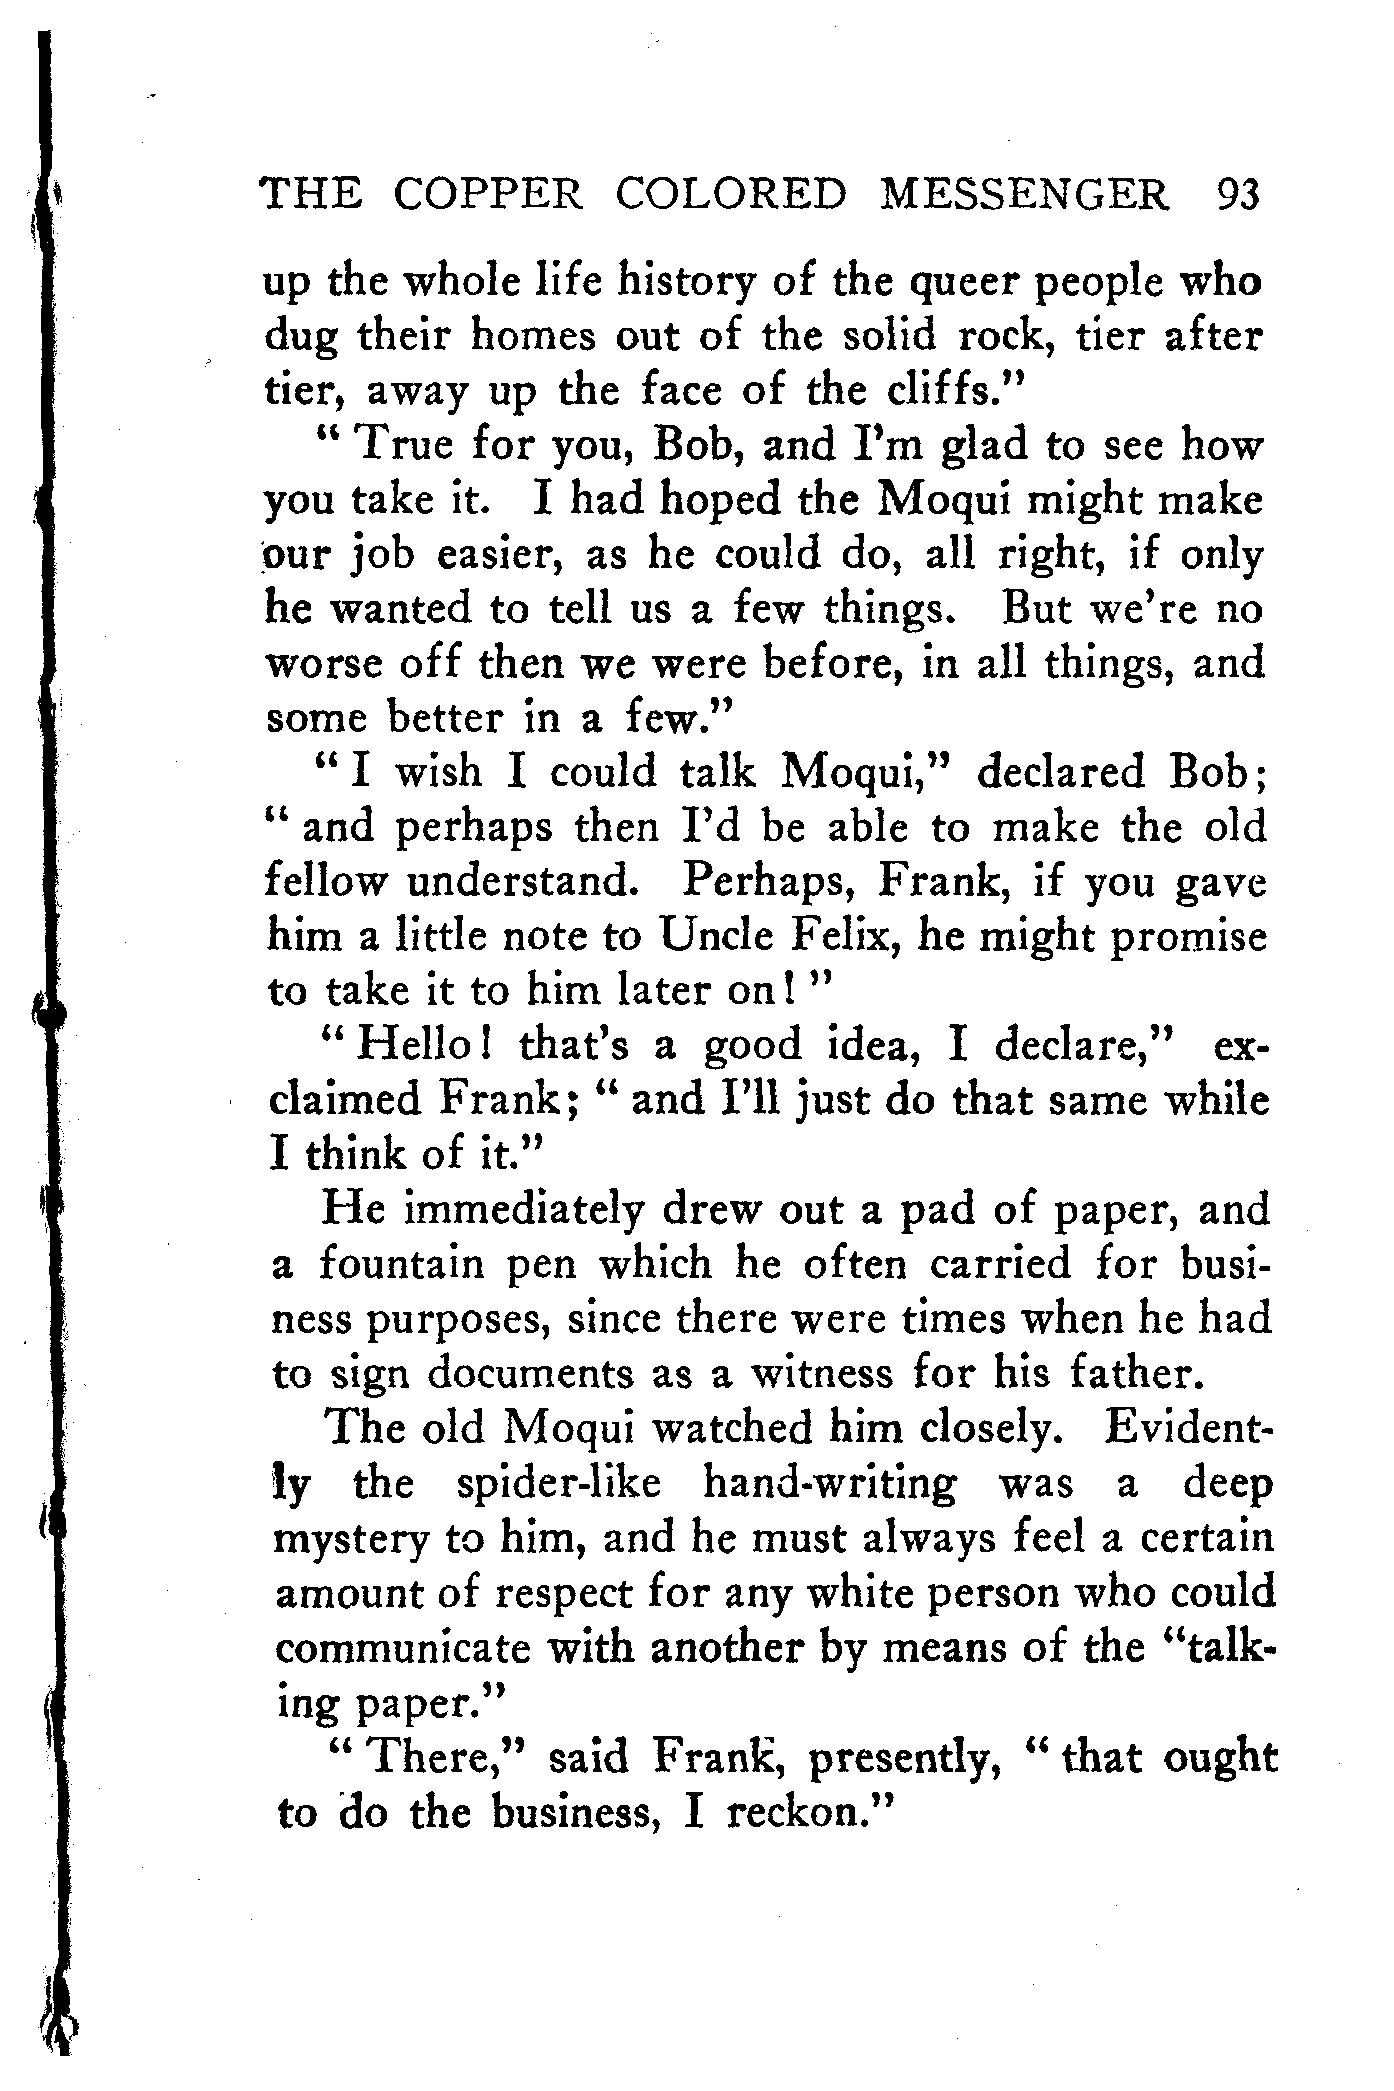 THE COPPER COLORED MESSENGER 93
up the whole life history of the queer people who
dug their homes out of the solid rock, tier after
tier, away up the face of the cliffs."
" True for you, Bob, and I'm glad to see how
you take it. I had hoped the Moqui might make
our job easier, as he could do, all right, if only
he wanted to tell us a few things. But we're no
worse off then we were before, in all things, and
some better in a few."
" I wish I could talk Moqui," declared Bob;
" and perhaps then I'd be able to make the old
fellow understand. Perhaps, Frank, if you gave
him a little note to Uncle Felix, he might promise
to take it to him later on! "
" Hello! that's a good idea, I declare," ex-
claimed Frank; " and I'll just do that same while
I think of it."
He immediately drew out a pad of paper, and
a fountain pen which he often carried for busi-
ness purposes, since there were times when he had
to sign documents as a witness for his father.
The old Moqui watched him closely. Evident-
ly the spider-like hand-writing was a deep
mystery to him, and he must always feel a certain
amount of respect for any white person who could
communicate with another by means of the "talk-
ing paper."
" There," said Frank, presently, " that ought
to do the business, I reckon."